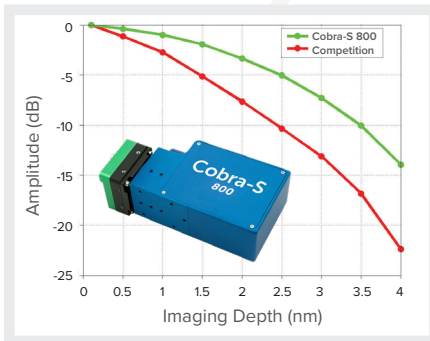 0
-5
-10
-15
-20
-25
Amplitude (dB)
Cobra-S 800
Competition
Cobra-S
800
0 0.5 1 1.5 2 2.5 3 3.5 4
Imaging Depth (nm)